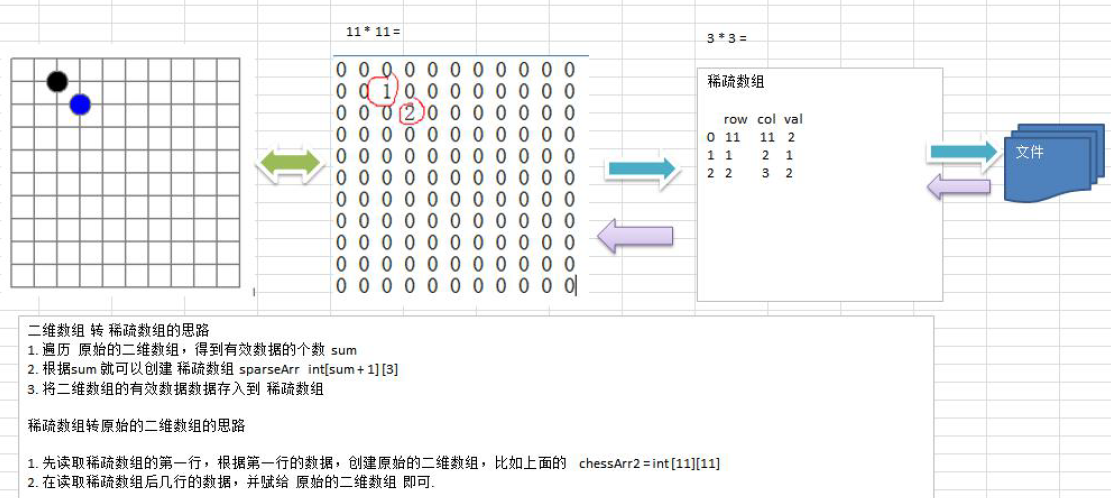 11 * 11 =
3 * 3 =
0 0 0 0 0 0 0 0 0 0 0
0 0 1 0 0 0 0 0 0 0 0
0 0 0 2 0 0 0 0 0 0 0
0 0 0 0 0 0 0 0 0 0 0
0 0 0 0 0 0 0 0 0 0 0
0 0 0 0 0 0 0 0 0 0 0
0 0 0 0 0 0 0 0 0 0 0
0 0 0 0 0 0 0 0 0 0 0
0 0 0 0 0 0 0 0 0 0 0
0 0 0 0 0 0 0 0 0 0 0
0 0 0 0 0 0 0 0 0 0 0
稀疏数组
row col val
0 11 11 2
1 1 2 1
2 2 3 2
文件
二维数组 转 稀疏数组的思路
1. 遍历 原始的二维数组，得到有效数据的个数 sum
2. 根据sum 就可以创建 稀疏数组 sparseArr int[sum + 1] [3]
3. 将二维数组的有效数据数据存入到 稀疏数组
稀疏数组转原始的二维数组的思路
1. 先读取稀疏数组的第一行，根据第一行的数据，创建原始的二维数组，比如上面的 chessArr2 = int [11][11]
2. 在读取稀疏数组后几行的数据，并赋给 原始的二维数组 即可.